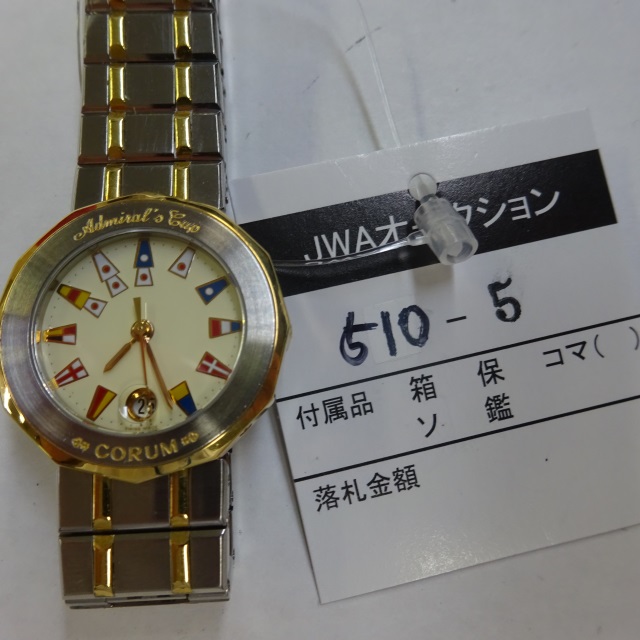 Admiral's Cup
CORUM
JWAオークション
510-5
付属品 箱 保 コマ( )
ソ 鑑
落札金額